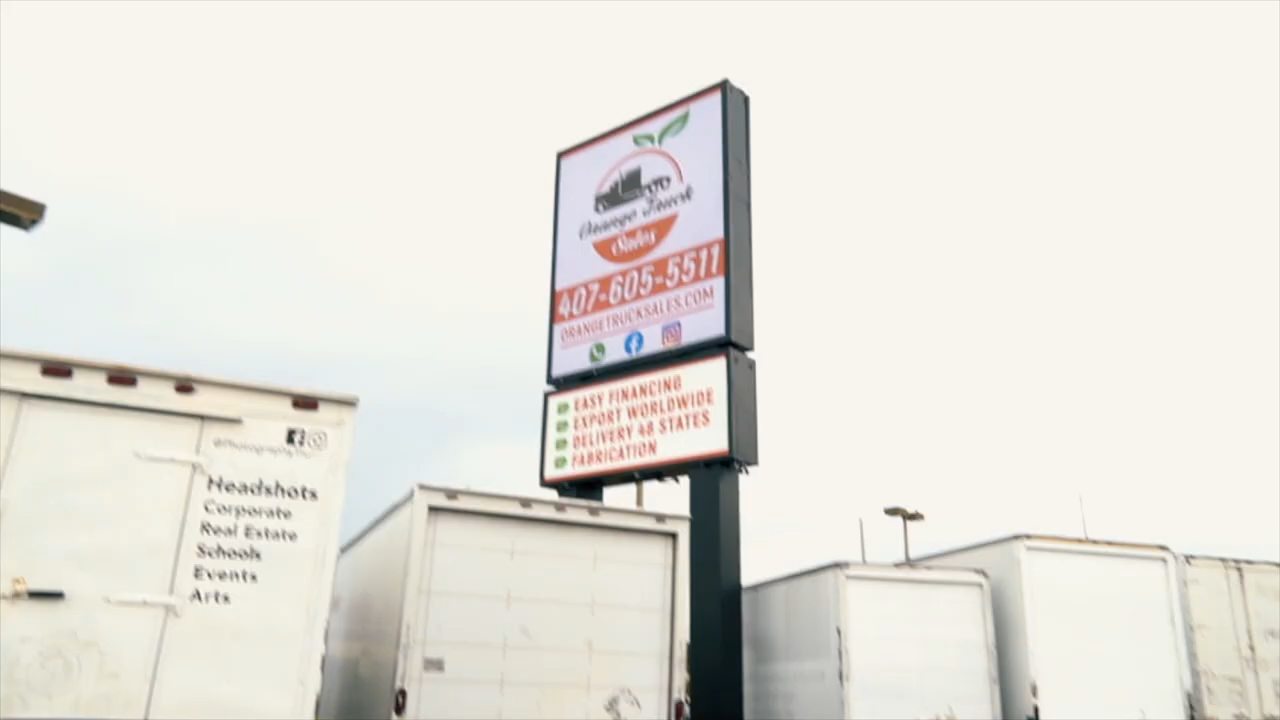 Orange Truck
Sales
407-605-5511
ORANGETRUCKSALES.COM
EASY FINANCING
EXPORT WORLDWIDE
DELIVERY 48 STATES
FABRICATION
Headshots
Corporate
Real Estate
Schools
Events
Arts